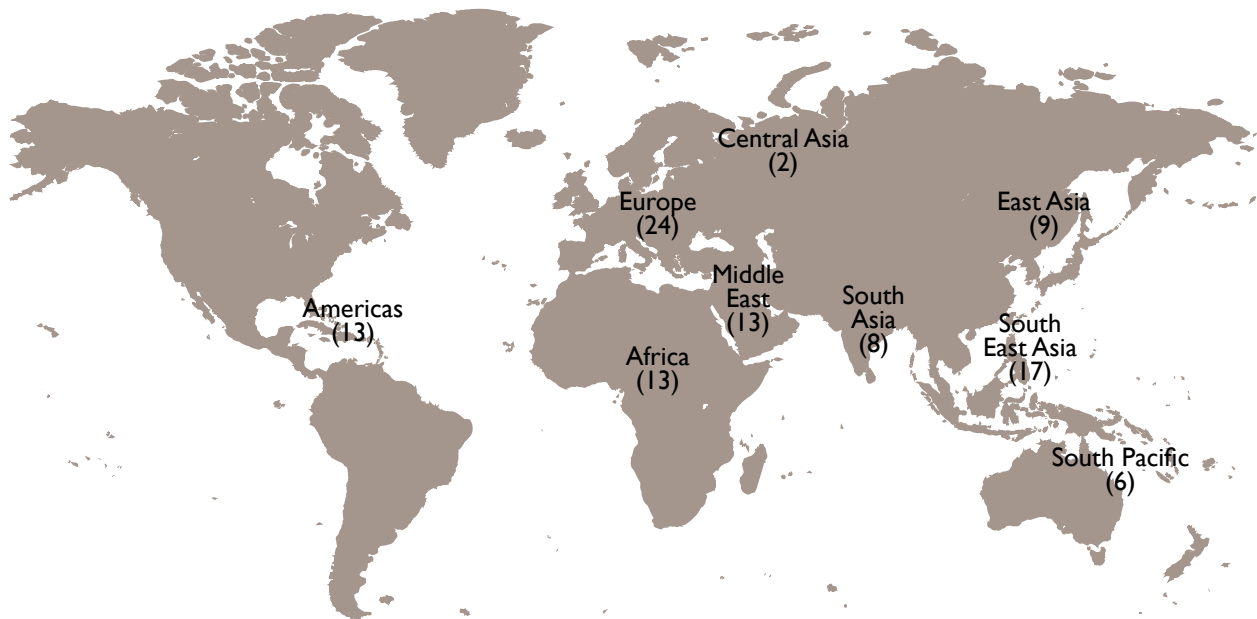 Central Asia
(2)
Europe
(24)
East Asia
(9)
Middle
East
(13)
South
Asia
(8)
Americas
(13)
South
East Asia
(17)
Africa
(13)
South Pacific
(6)